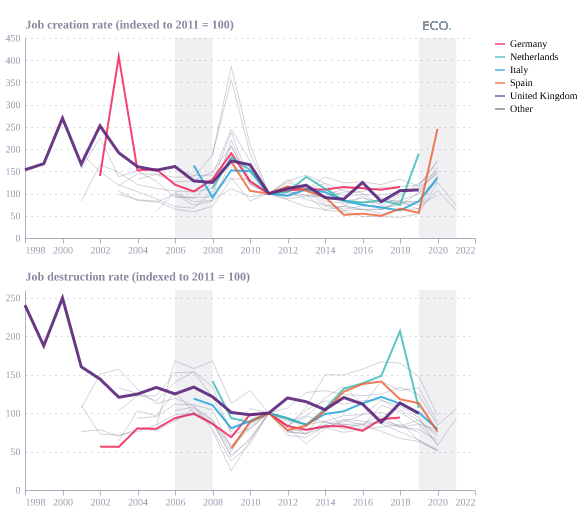 Job creation rate (indexed to 2011 = 100)
ECO.
450
400
350
300
250
200
150
100
50
0
1998 2000 2002 2004 2006 2008 2010 2012 2014 2016 2018 2020 2022
Germany
Netherlands
Italy
Spain
United Kingdom
Other
Job destruction rate (indexed to 2011 = 100)
250
200
150
100
50
0
1998 2000 2002 2004 2006 2008 2010 2012 2014 2016 2018 2020 2022